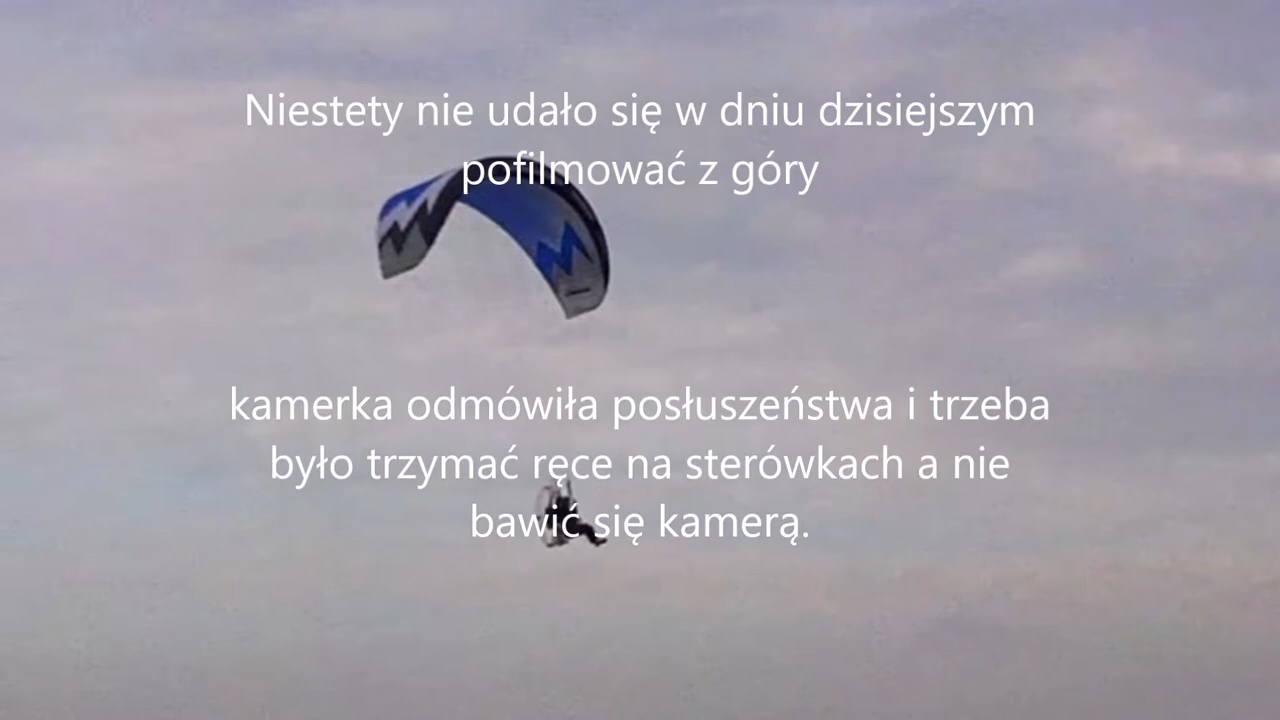 Niestety nie udało się w dniu dzisiejszym
pofilmować z góry
kamerka odmówiła posłuszeństwa i trzeba
było trzymać ręce na sterówkach a nie
bawić się kamerą.